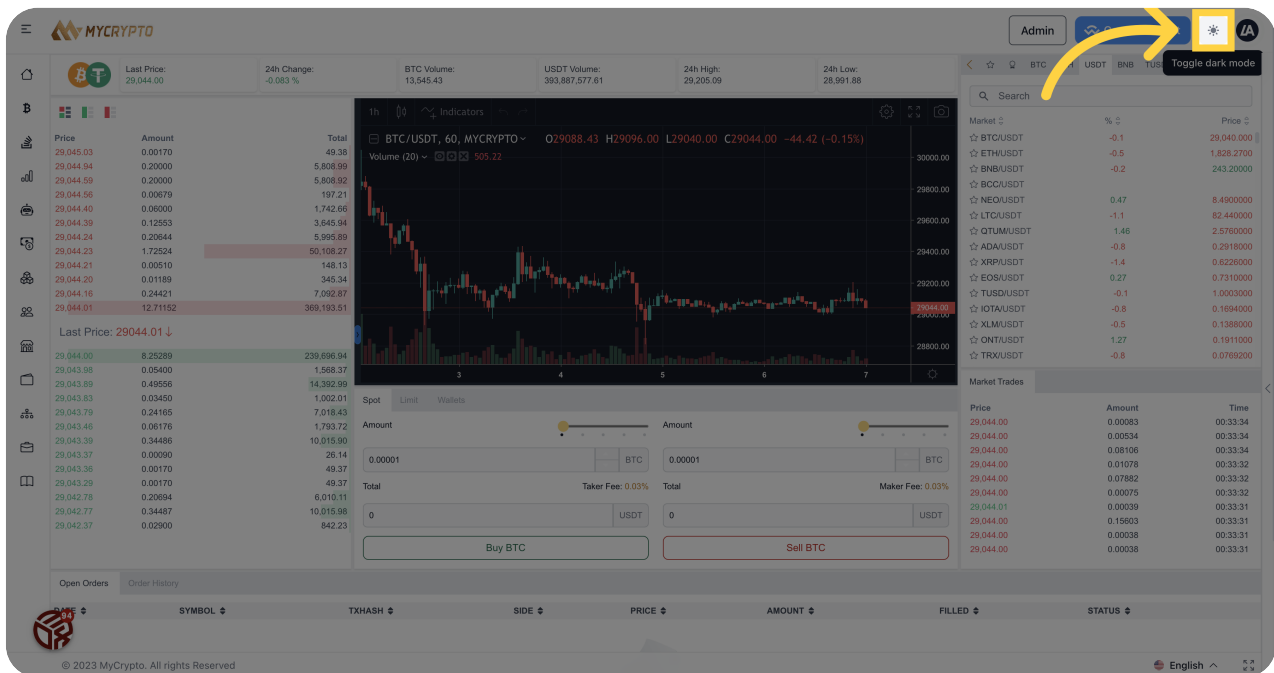 MYCRYPTO
Admin
Toggle dark mode
Last Price:
29,044.00
24h Change:
-0.083 %
BTC Volume:
13,545.43
USDT Volume:
393,887,577.61
24h High:
29,205.09
24h Low:
28,991.88
BTC USDT BNB
Search
Price Amount Total
29,045.03 0.00170 49.38
29,044.94 0.20000 5,808.99
29,044.59 0.20000 5,808.92
29,044.56 0.00679 197.21
29,044.40 0.06000 1,742.66
29,044.39 0.12553 3,645.94
29,044.24 0.20644 5,995.89
29,044.23 1.72524 50,108.27
29,044.21 0.00510 148.13
29,044.20 0.01189 345.34
29,044.16 0.24421 7,092.87
29,044.01 12.71152 369,193.51
Last Price: 29044.01↓
29,044.00 8.25289 239,696.94
29,043.98 0.05400 1,568.37
29,043.89 0.49556 14,392.99
29,043.83 0.03450 1,002.01
29,043.79 0.24165 7,018.43
29,043.46 0.06176 1,793.72
29,043.39 0.34486 10,015.90
29,043.37 0.00090 26.14
29,043.36 0.00170 49.37
29,043.29 0.00170 49.37
29,042.78 0.20694 6,010.11
29,042.77 0.34487 10,015.98
29,042.37 0.02900 842.23
1h Indicators
BTC/USDT, 60, MYCRYPTO O29088.43 H29096.00 L29040.00 C29044.00 −44.42 (−0.15%)
Volume (20) 505.22
30000.00
29800.00
29600.00
29400.00
29200.00
29044.00
29000.00
28800.00
3 4 5 6 7
Spot Limit Wallets
Amount Amount
0.00001 BTC 0.00001 BTC
Total Taker Fee: 0.03% Total Maker Fee: 0.03%
0 USDT 0 USDT
Buy BTC Sell BTC
Market % Price
BTC/USDT -0.1 29,040.000
ETH/USDT -0.5 1,826.2700
BNB/USDT -0.2 243.20000
BCC/USDT
NEO/USDT 0.47 8.4900000
LTC/USDT -1.1 82.440000
QTUM/USDT 1.46 2.5760000
ADA/USDT -0.8 0.2918000
XRP/USDT -1.4 0.6226000
EOS/USDT 0.27 0.7310000
TUSD/USDT -0.1 1.0003000
IOTA/USDT -0.8 0.1694000
XLM/USDT -0.5 0.1388000
ONT/USDT 1.27 0.1911000
TRX/USDT -0.8 0.0769200
Market Trades
Price Amount Time
29,044.00 0.00083 00:33:34
29,044.00 0.00534 00:33:34
29,044.00 0.08106 00:33:34
29,044.00 0.01078 00:33:32
29,044.00 0.07882 00:33:32
29,044.00 0.00075 00:33:32
29,044.01 0.00039 00:33:31
29,044.00 0.15603 00:33:31
29,044.00 0.00038 00:33:31
29,044.00 0.00038 00:33:31
Open Orders Order History
SYMBOL TXHASH SIDE PRICE AMOUNT FILLED STATUS
94
© 2023 MyCrypto. All rights Reserved
English